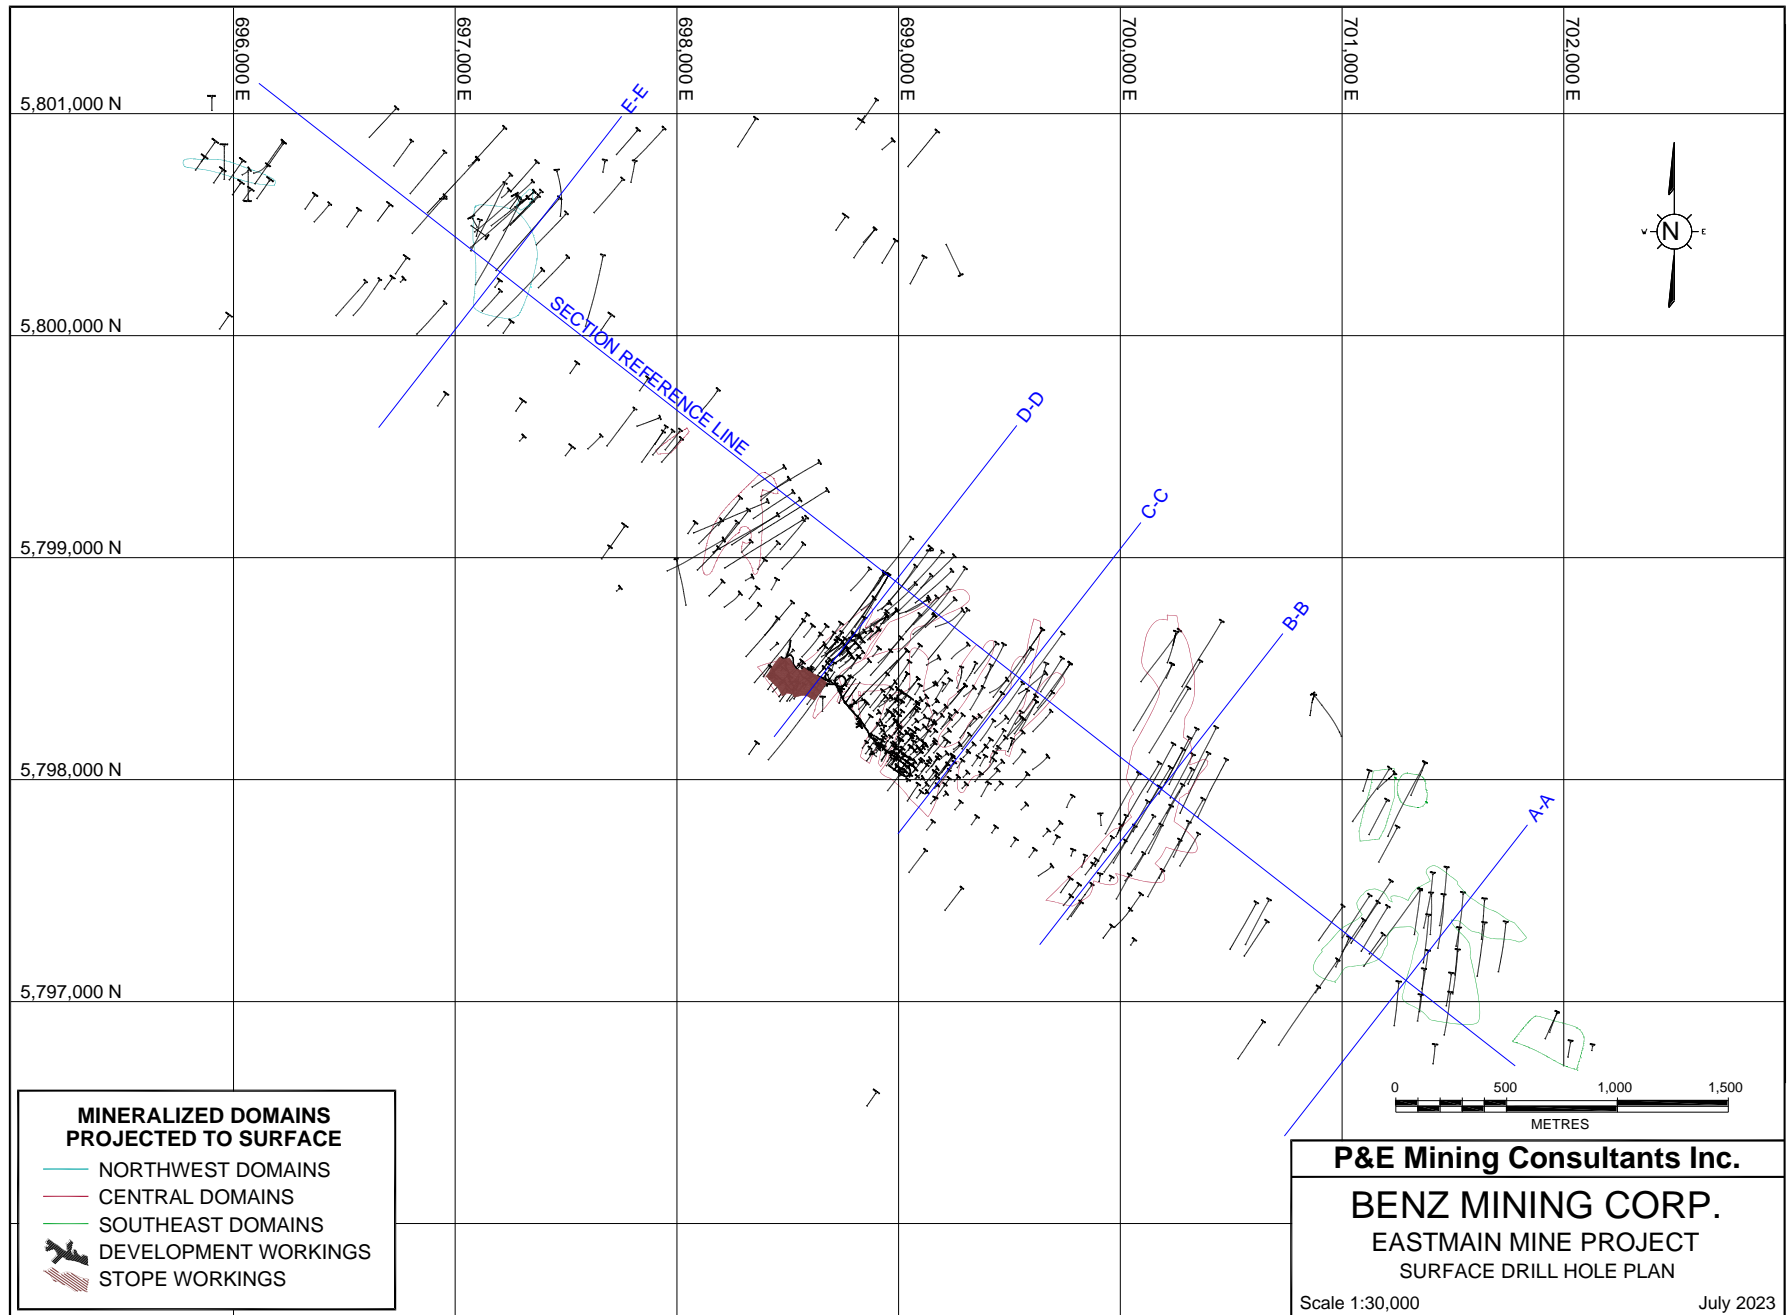 696,000 E
697,000 E
698,000 E
699,000 E
700,000 E
701,000 E
702,000 E
5,801,000 N
5,800,000 N
5,799,000 N
5,798,000 N
5,797,000 N
E-E
D-D
C-C
B-B
A-A
SECTION REFERENCE LINE
W
N
E
0 500 1,000 1,500
METRES
MINERALIZED DOMAINS
PROJECTED TO SURFACE
NORTHWEST DOMAINS
CENTRAL DOMAINS
SOUTHEAST DOMAINS
DEVELOPMENT WORKINGS
STOPE WORKINGS
P&E Mining Consultants Inc.
BENZ MINING CORP.
EASTMAIN MINE PROJECT
SURFACE DRILL HOLE PLAN
Scale 1:30,000 July 2023